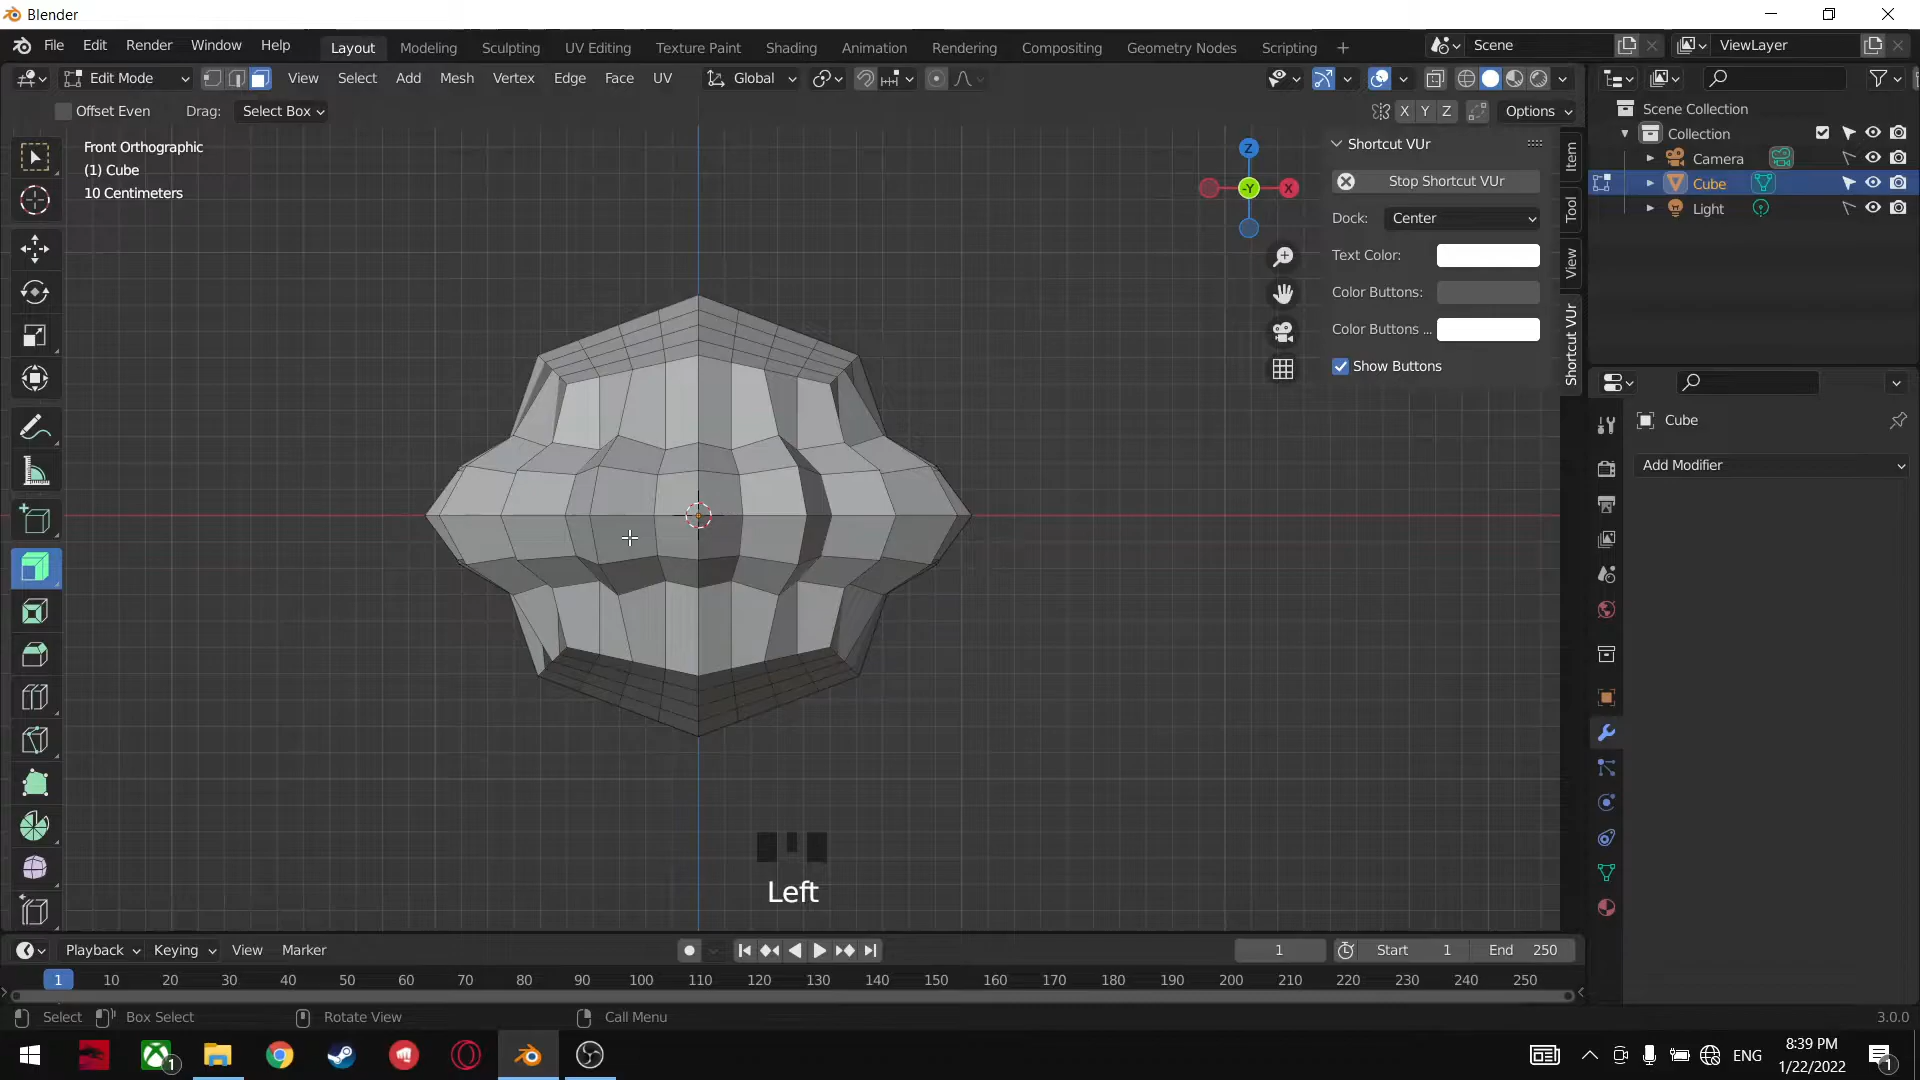 Blender
File Edit Render Window Help Layout Modeling Sculpting UV Editing Texture Paint Shading Animation Rendering Compositing Geometry Nodes Scripting + Scene ViewLayer
Edit Mode View Select Add Mesh Vertex Edge Face UV Global
Offset Even Drag: Select Box X Y Z Options
Front Orthographic
(1) Cube
10 Centimeters
Z
-Y X
Shortcut VUr
Stop Shortcut VUr
Dock: Center
Text Color:
Color Buttons:
Color Buttons ...
Show Buttons
Item
Tool
View
Shortcut VUr
Scene Collection
Collection
Camera
Cube
Light
Cube
Add Modifier
Left
Playback Keying View Marker 1 Start 1 End 250
1 10 20 30 40 50 60 70 80 90 100 110 120 130 140 150 160 170 180 190 200 210 220 230 240 250
Select Box Select Rotate View Call Menu 3.0.0
1 ENG 8:39 PM 1
1/22/2022